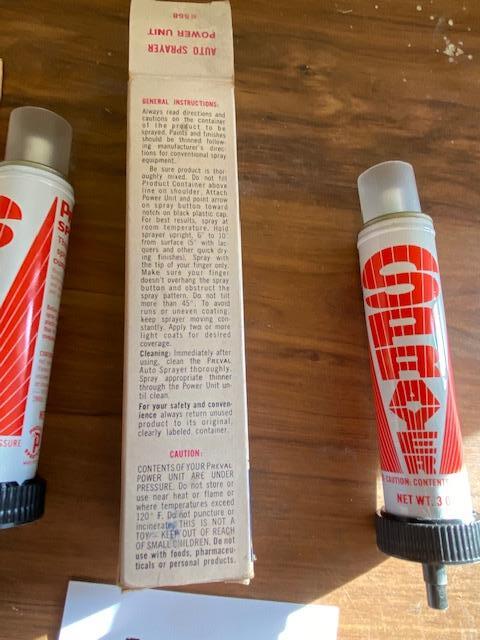 № 568
POWER UNIT
AUTO SPRAYER
GENERAL INSTRUCTIONS:
Always read directions and
cautions on the container
of the product to be
sprayed. Paints and finishes
should be thinned follow-
ing manufacturer's direc-
tions for conventional spray
equipment.
Be sure product is thor-
oughly mixed. Do not fill
Product Container above
line on shoulder. Attach
Power Unit and point arrow
on spray button toward
notch on black plastic cap.
For best results, spray at
room temperature. Hold
sprayer upright, 6" to 10"
from surface (5" with lac-
quers and other quick dry-
ing finishes). Spray with
the tip of your finger only.
Make sure your finger
doesn't overhang the spray
button and obstruct the
spray pattern. Do not tilt
more than 45°. To avoid
runs or uneven coating,
keep sprayer moving con-
stantly. Apply two or more
light coats for desired
coverage.
Cleaning: Immediately after
using, clean the PREVAL
Auto Sprayer thoroughly.
Spray appropriate thinner
through the Power Unit un-
til clean.
For your safety and conven-
ience always return unused
product to its original,
clearly labeled, container.
CAUTION:
CONTENTS OF YOUR PREVAL
POWER UNIT ARE UNDER
PRESSURE. Do not store or
use near heat or flame or
where temperatures exceed
120° F. Do not puncture or
incinerate. THIS IS NOT A
TOY - KEEP OUT OF REACH
OF SMALL CHILDREN. Do not
use with foods, pharmaceu-
ticals or personal products.
S
SSURE
CAUTION: CONTENTS
NET WT. 3 O